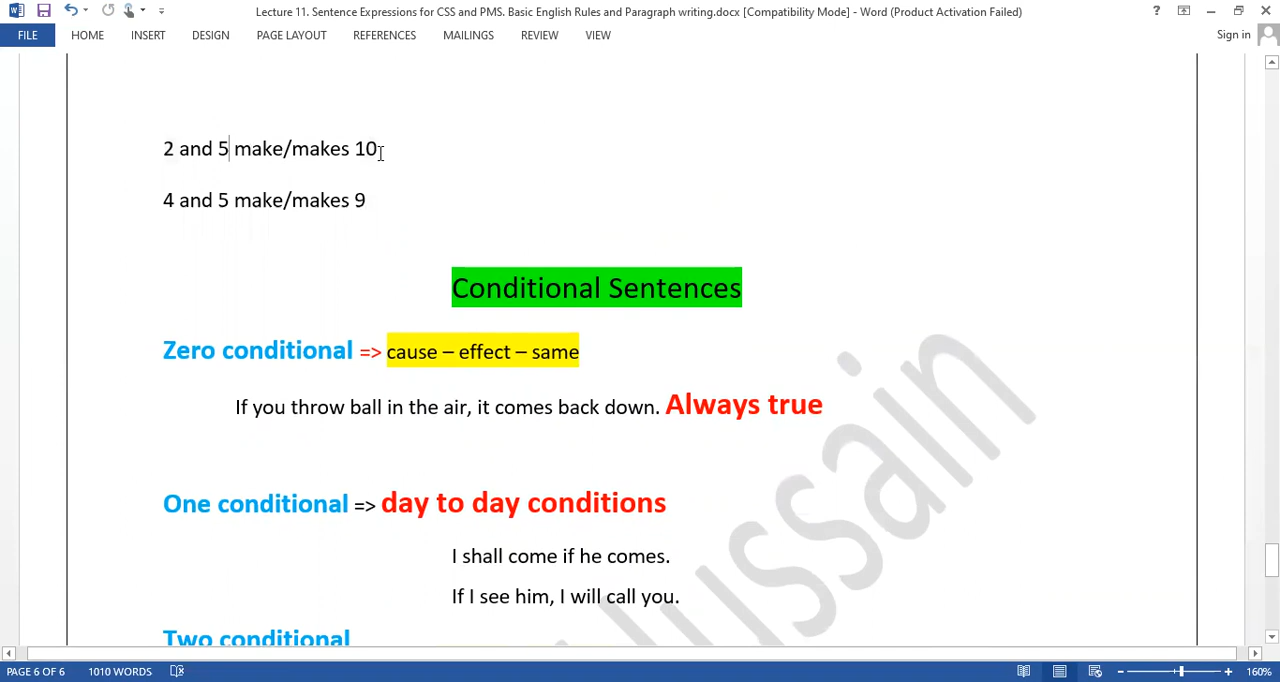 Lecture 11. Sentence Expressions for CSS and PMS. Basic English Rules and Paragraph writing.docx [Compatibility Mode] - Word (Product Activation Failed)
FILE HOME INSERT DESIGN PAGE LAYOUT REFERENCES MAILINGS REVIEW VIEW Sign in
2 and 5 make/makes 10
4 and 5 make/makes 9
Conditional Sentences
Zero conditional => cause – effect – same
If you throw ball in the air, it comes back down. Always true
One conditional => day to day conditions
I shall come if he comes.
If I see him, I will call you.
Two conditional
ussain
PAGE 6 OF 6 1010 WORDS 160%